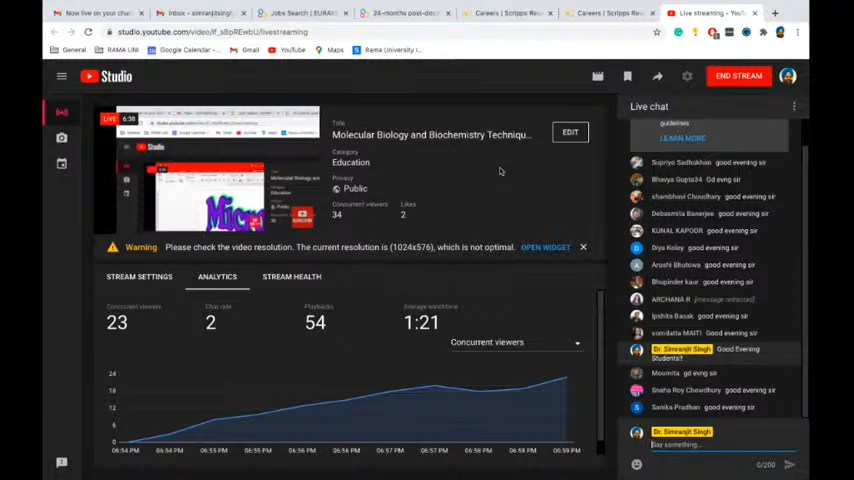 Now live on your chan
Inbox - simranjitsingh
Jobs Search | EURAXE
24-months post-doct
Careers | Scripps Res
Careers | Scripps Res
Live streaming - YouTu
studio.youtube.com/video/lf_sBpREwbU/livestreaming
General
RAMA UNI
Google Calendar -...
Gmail
YouTube
Maps
Rama University i...
Studio
END STREAM
LIVE 6:38
Title
Molecular Biology and Biochemistry Techniqu...
EDIT
Category
Education
Privacy
Public
Concurrent viewers
Likes
34
2
Warning Please check the video resolution. The current resolution is (1024x576), which is not optimal. OPEN WIDGET
STREAM SETTINGS
ANALYTICS
STREAM HEALTH
Concurrent viewers
Chat rate
Playbacks
Average watchtime
23
2
54
1:21
Concurrent viewers
24
18
12
6
0
06:54 PM 06:54 PM 06:55 PM 06:55 PM 06:56 PM 06:56 PM 06:57 PM 06:57 PM 06:58 PM 06:58 PM 06:59 PM
Live chat
guidelines.
LEARN MORE
Supriyo Sadhukhan good evening sir
Bhavya Gupta34 Gd evng sir
shambhavi Choudhary good evening sir
Debasmita Banerjee good evening sir
KUNAL KAPOOR good evening sir
Diya Koley good evening sir
Arushi Bhutowa good evening sir
Bhupinder kaur good evening sir
ARCHANA R [message retracted]
Ipshita Basak good evening sir
somdatta MAITI Good evening sir
Dr. Simranjit Singh Good Evening
Students!!
Moumita gd evng sir
Sneha Roy Chowdhury good evening sir
Sanika Pradhan good evening sir
Dr. Simranjit Singh
Say something...
0/200